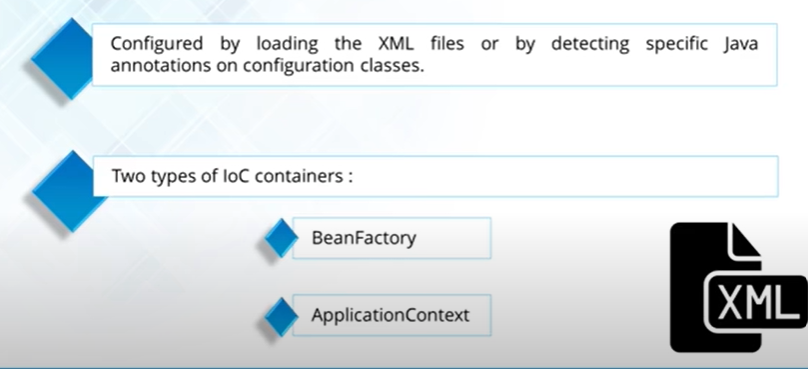 Configured by loading the XML files or by detecting specific Java
annotations on configuration classes.
Two types of IoC containers :
BeanFactory
ApplicationContext
XML